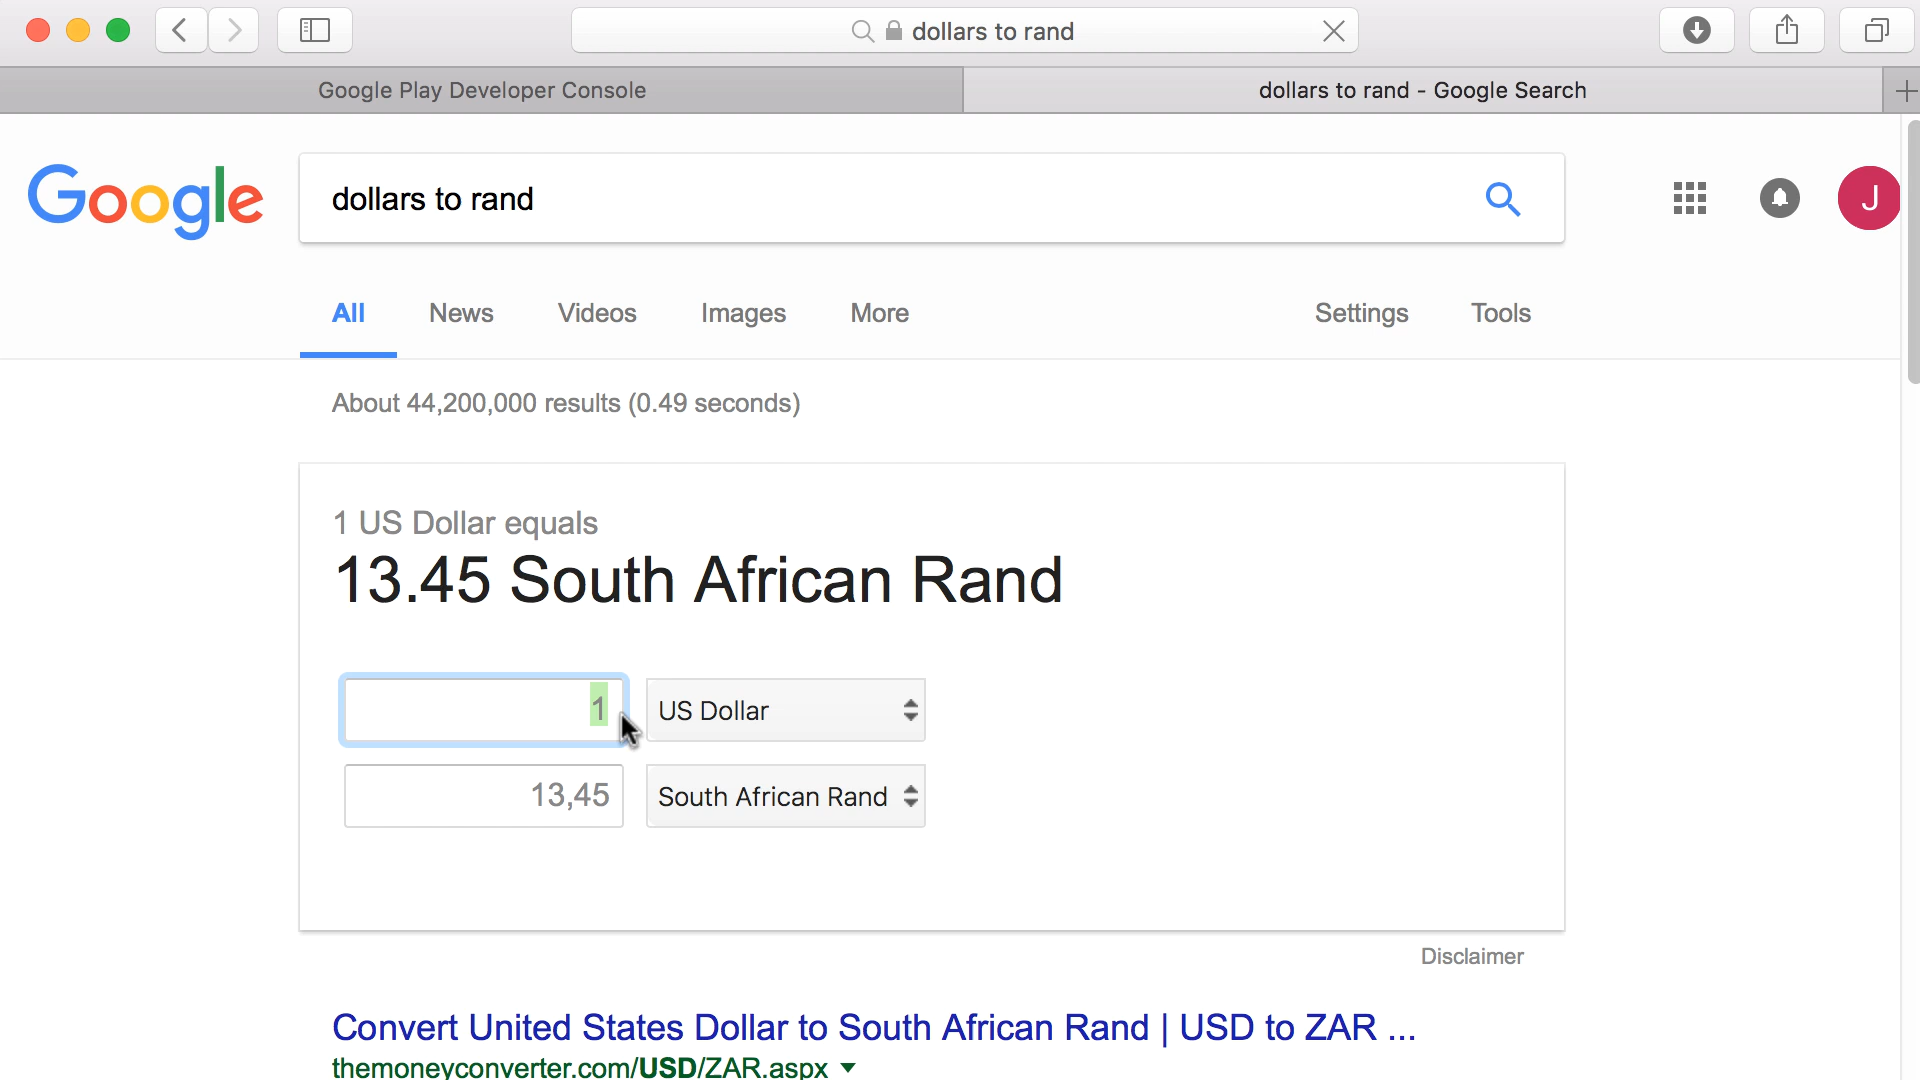 dollars to rand
Google Play Developer Console
dollars to rand - Google Search
Google
dollars to rand
J
All News Videos Images More Settings Tools
About 44,200,000 results (0.49 seconds)
1 US Dollar equals
13.45 South African Rand
1 US Dollar
13,45 South African Rand
Disclaimer
Convert United States Dollar to South African Rand | USD to ZAR ...
themoneyconverter.com/USD/ZAR.aspx